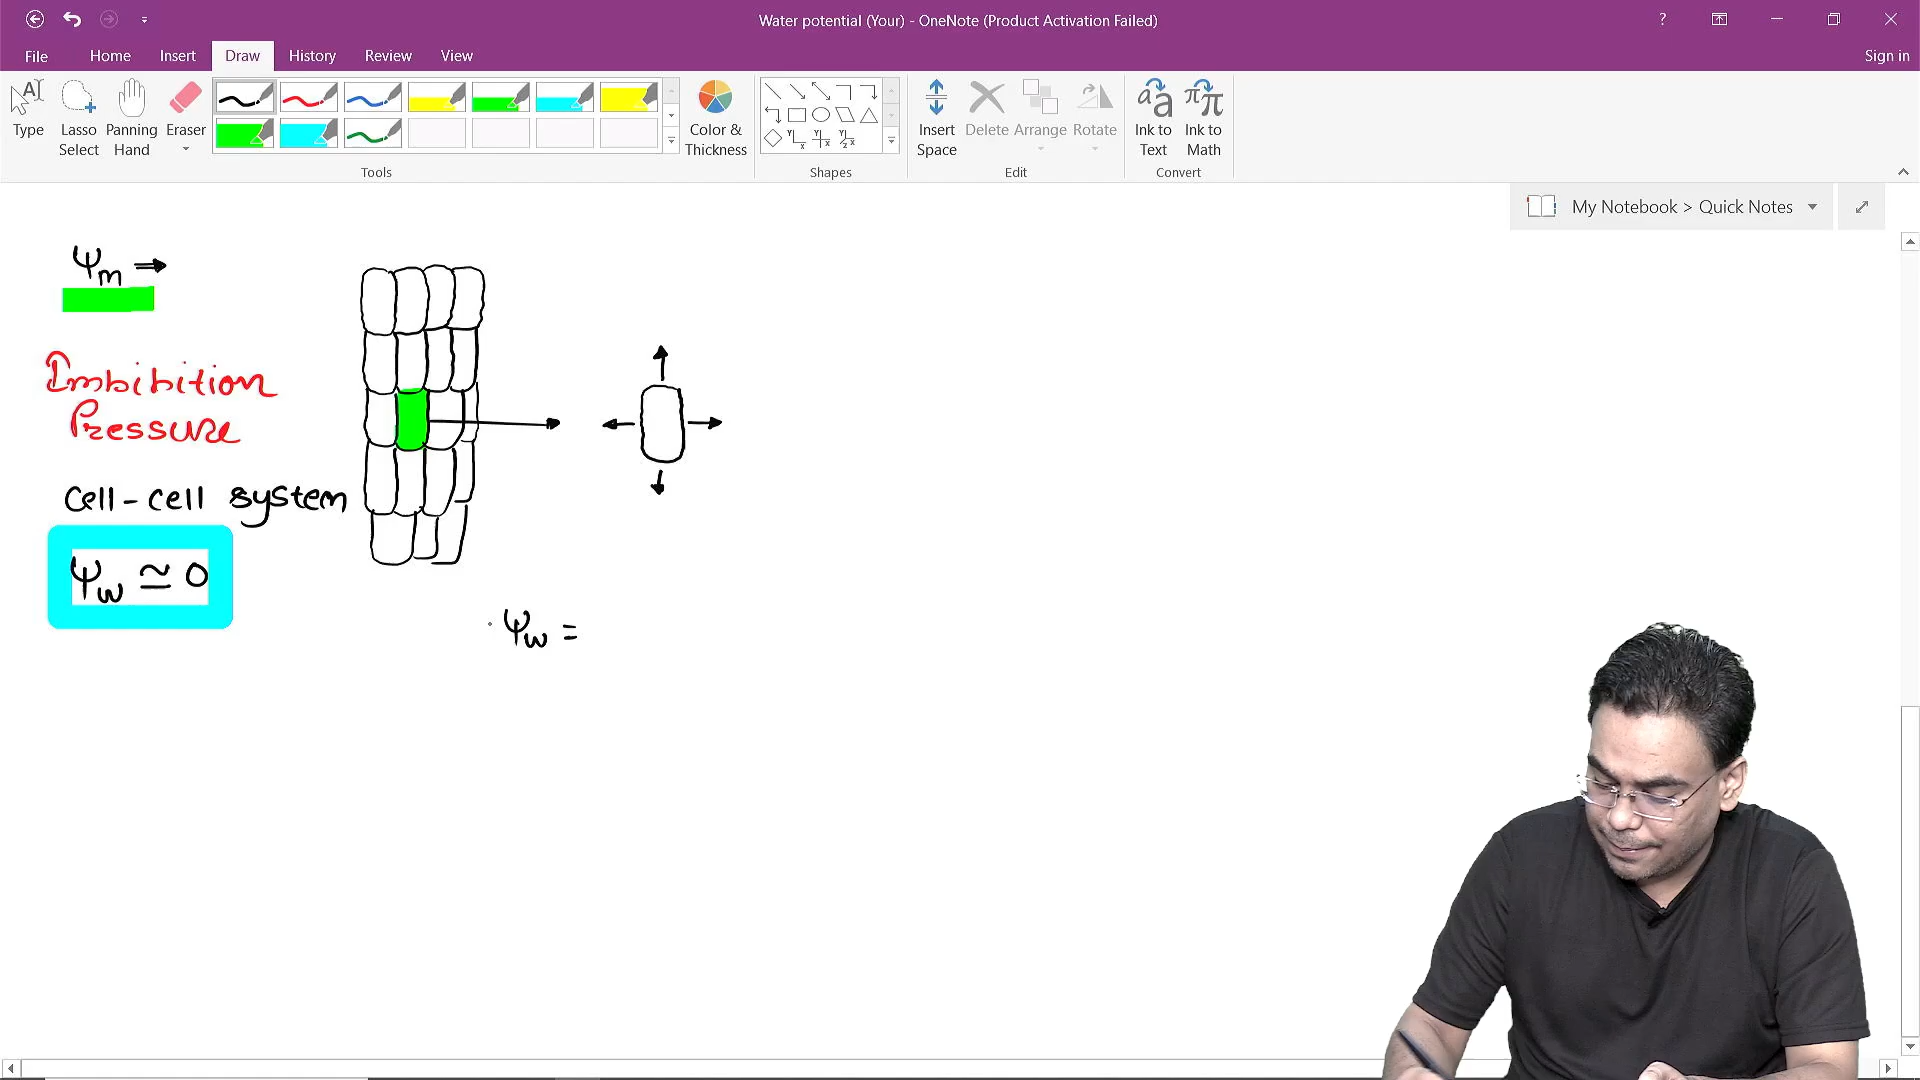 Water potential (Your) - OneNote (Product Activation Failed)
?
File Home Insert Draw History Review View
Sign in
Type
Lasso Select
Panning Hand
Eraser
Color & Thickness
Insert Space
Delete
Arrange
Rotate
Ink to Text
Ink to Math
Tools
Shapes
Edit
Convert
My Notebook > Quick Notes
Ψm ⇒
Imbibition
Pressure
Cell-cell system
Ψw ≃ 0
Ψw =